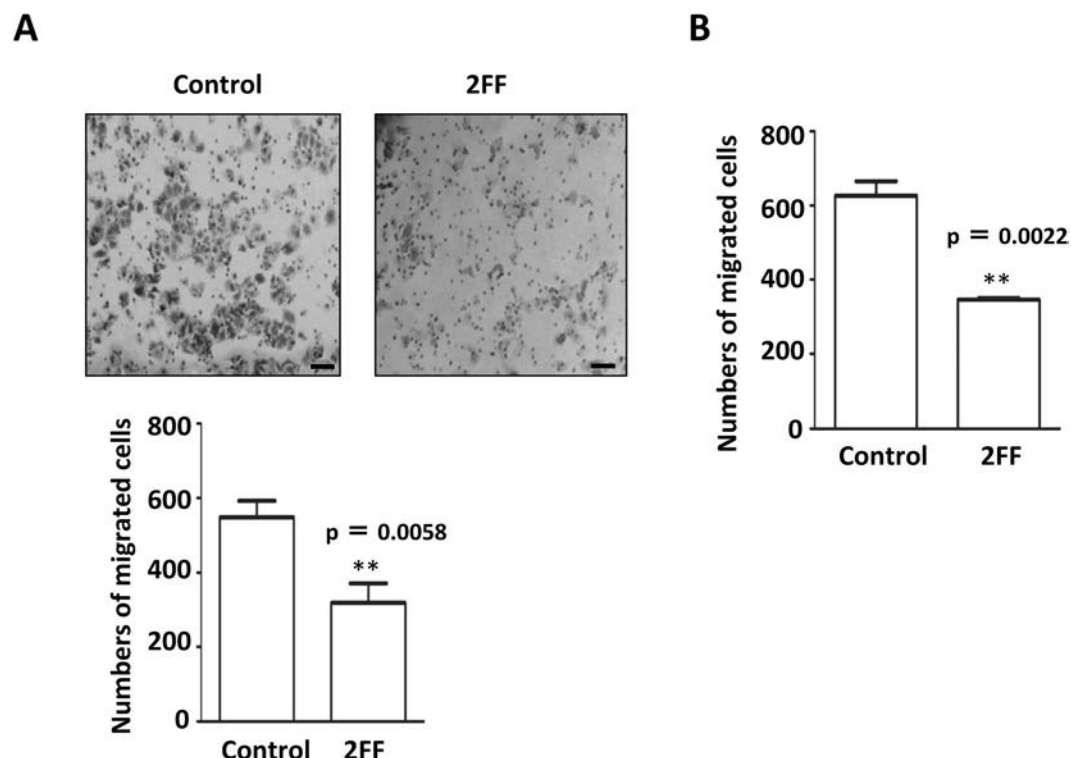 A
Control 2FF
800
600
400
200
0
Numbers of migrated cells
p = 0.0058
**
Control 2FF
B
800
600
400
200
0
Numbers of migrated cells
p = 0.0022
**
Control 2FF